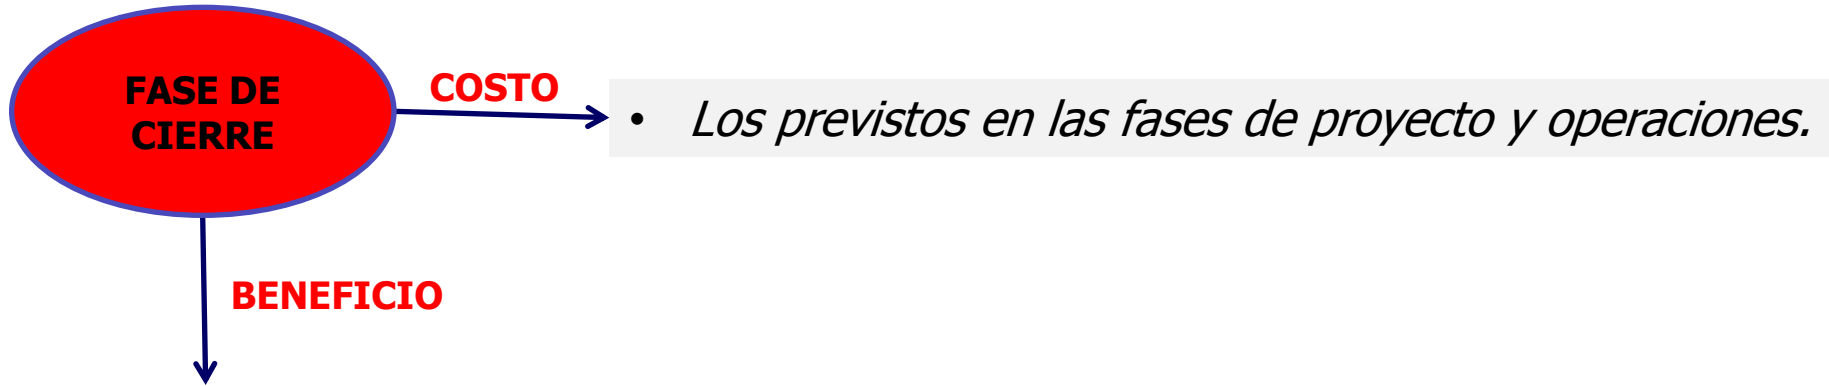 FASE DE
CIERRE
COSTO
• Los previstos en las fases de proyecto y operaciones.
BENEFICIO